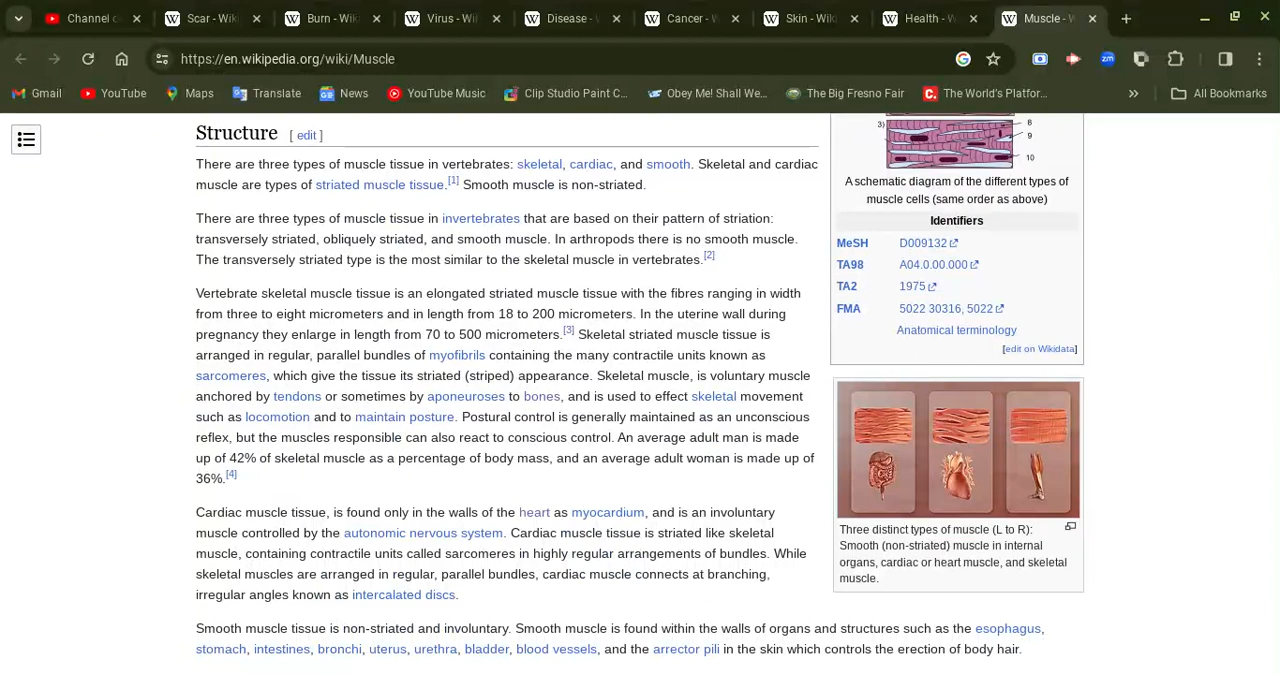 Channel c
Scar - Wiki
Burn - Wiki
Virus - Wiki
Disease - 
Cancer - W
Skin - Wiki
Health - W
Muscle - W
https://en.wikipedia.org/wiki/Muscle
zm
Gmail
YouTube
Maps
Translate
News
YouTube Music
Clip Studio Paint C...
Obey Me! Shall We...
The Big Fresno Fair
The World's Platfor...
All Bookmarks
Structure [ edit ]
There are three types of muscle tissue in vertebrates: skeletal, cardiac, and smooth. Skeletal and cardiac
muscle are types of striated muscle tissue.[1] Smooth muscle is non-striated.
There are three types of muscle tissue in invertebrates that are based on their pattern of striation:
transversely striated, obliquely striated, and smooth muscle. In arthropods there is no smooth muscle.
The transversely striated type is the most similar to the skeletal muscle in vertebrates.[2]
Vertebrate skeletal muscle tissue is an elongated striated muscle tissue with the fibres ranging in width
from three to eight micrometers and in length from 18 to 200 micrometers. In the uterine wall during
pregnancy they enlarge in length from 70 to 500 micrometers.[3] Skeletal striated muscle tissue is
arranged in regular, parallel bundles of myofibrils containing the many contractile units known as
sarcomeres, which give the tissue its striated (striped) appearance. Skeletal muscle, is voluntary muscle
anchored by tendons or sometimes by aponeuroses to bones, and is used to effect skeletal movement
such as locomotion and to maintain posture. Postural control is generally maintained as an unconscious
reflex, but the muscles responsible can also react to conscious control. An average adult man is made
up of 42% of skeletal muscle as a percentage of body mass, and an average adult woman is made up of
36%.[4]
Cardiac muscle tissue, is found only in the walls of the heart as myocardium, and is an involuntary
muscle controlled by the autonomic nervous system. Cardiac muscle tissue is striated like skeletal
muscle, containing contractile units called sarcomeres in highly regular arrangements of bundles. While
skeletal muscles are arranged in regular, parallel bundles, cardiac muscle connects at branching,
irregular angles known as intercalated discs.
Smooth muscle tissue is non-striated and involuntary. Smooth muscle is found within the walls of organs and structures such as the esophagus,
stomach, intestines, bronchi, uterus, urethra, bladder, blood vessels, and the arrector pili in the skin which controls the erection of body hair.
3)
8
9
10
A schematic diagram of the different types of
muscle cells (same order as above)
Identifiers
MeSH D009132
TA98 A04.0.00.000
TA2 1975
FMA 5022 30316, 5022
Anatomical terminology
[edit on Wikidata]
Three distinct types of muscle (L to R):
Smooth (non-striated) muscle in internal
organs, cardiac or heart muscle, and skeletal
muscle.